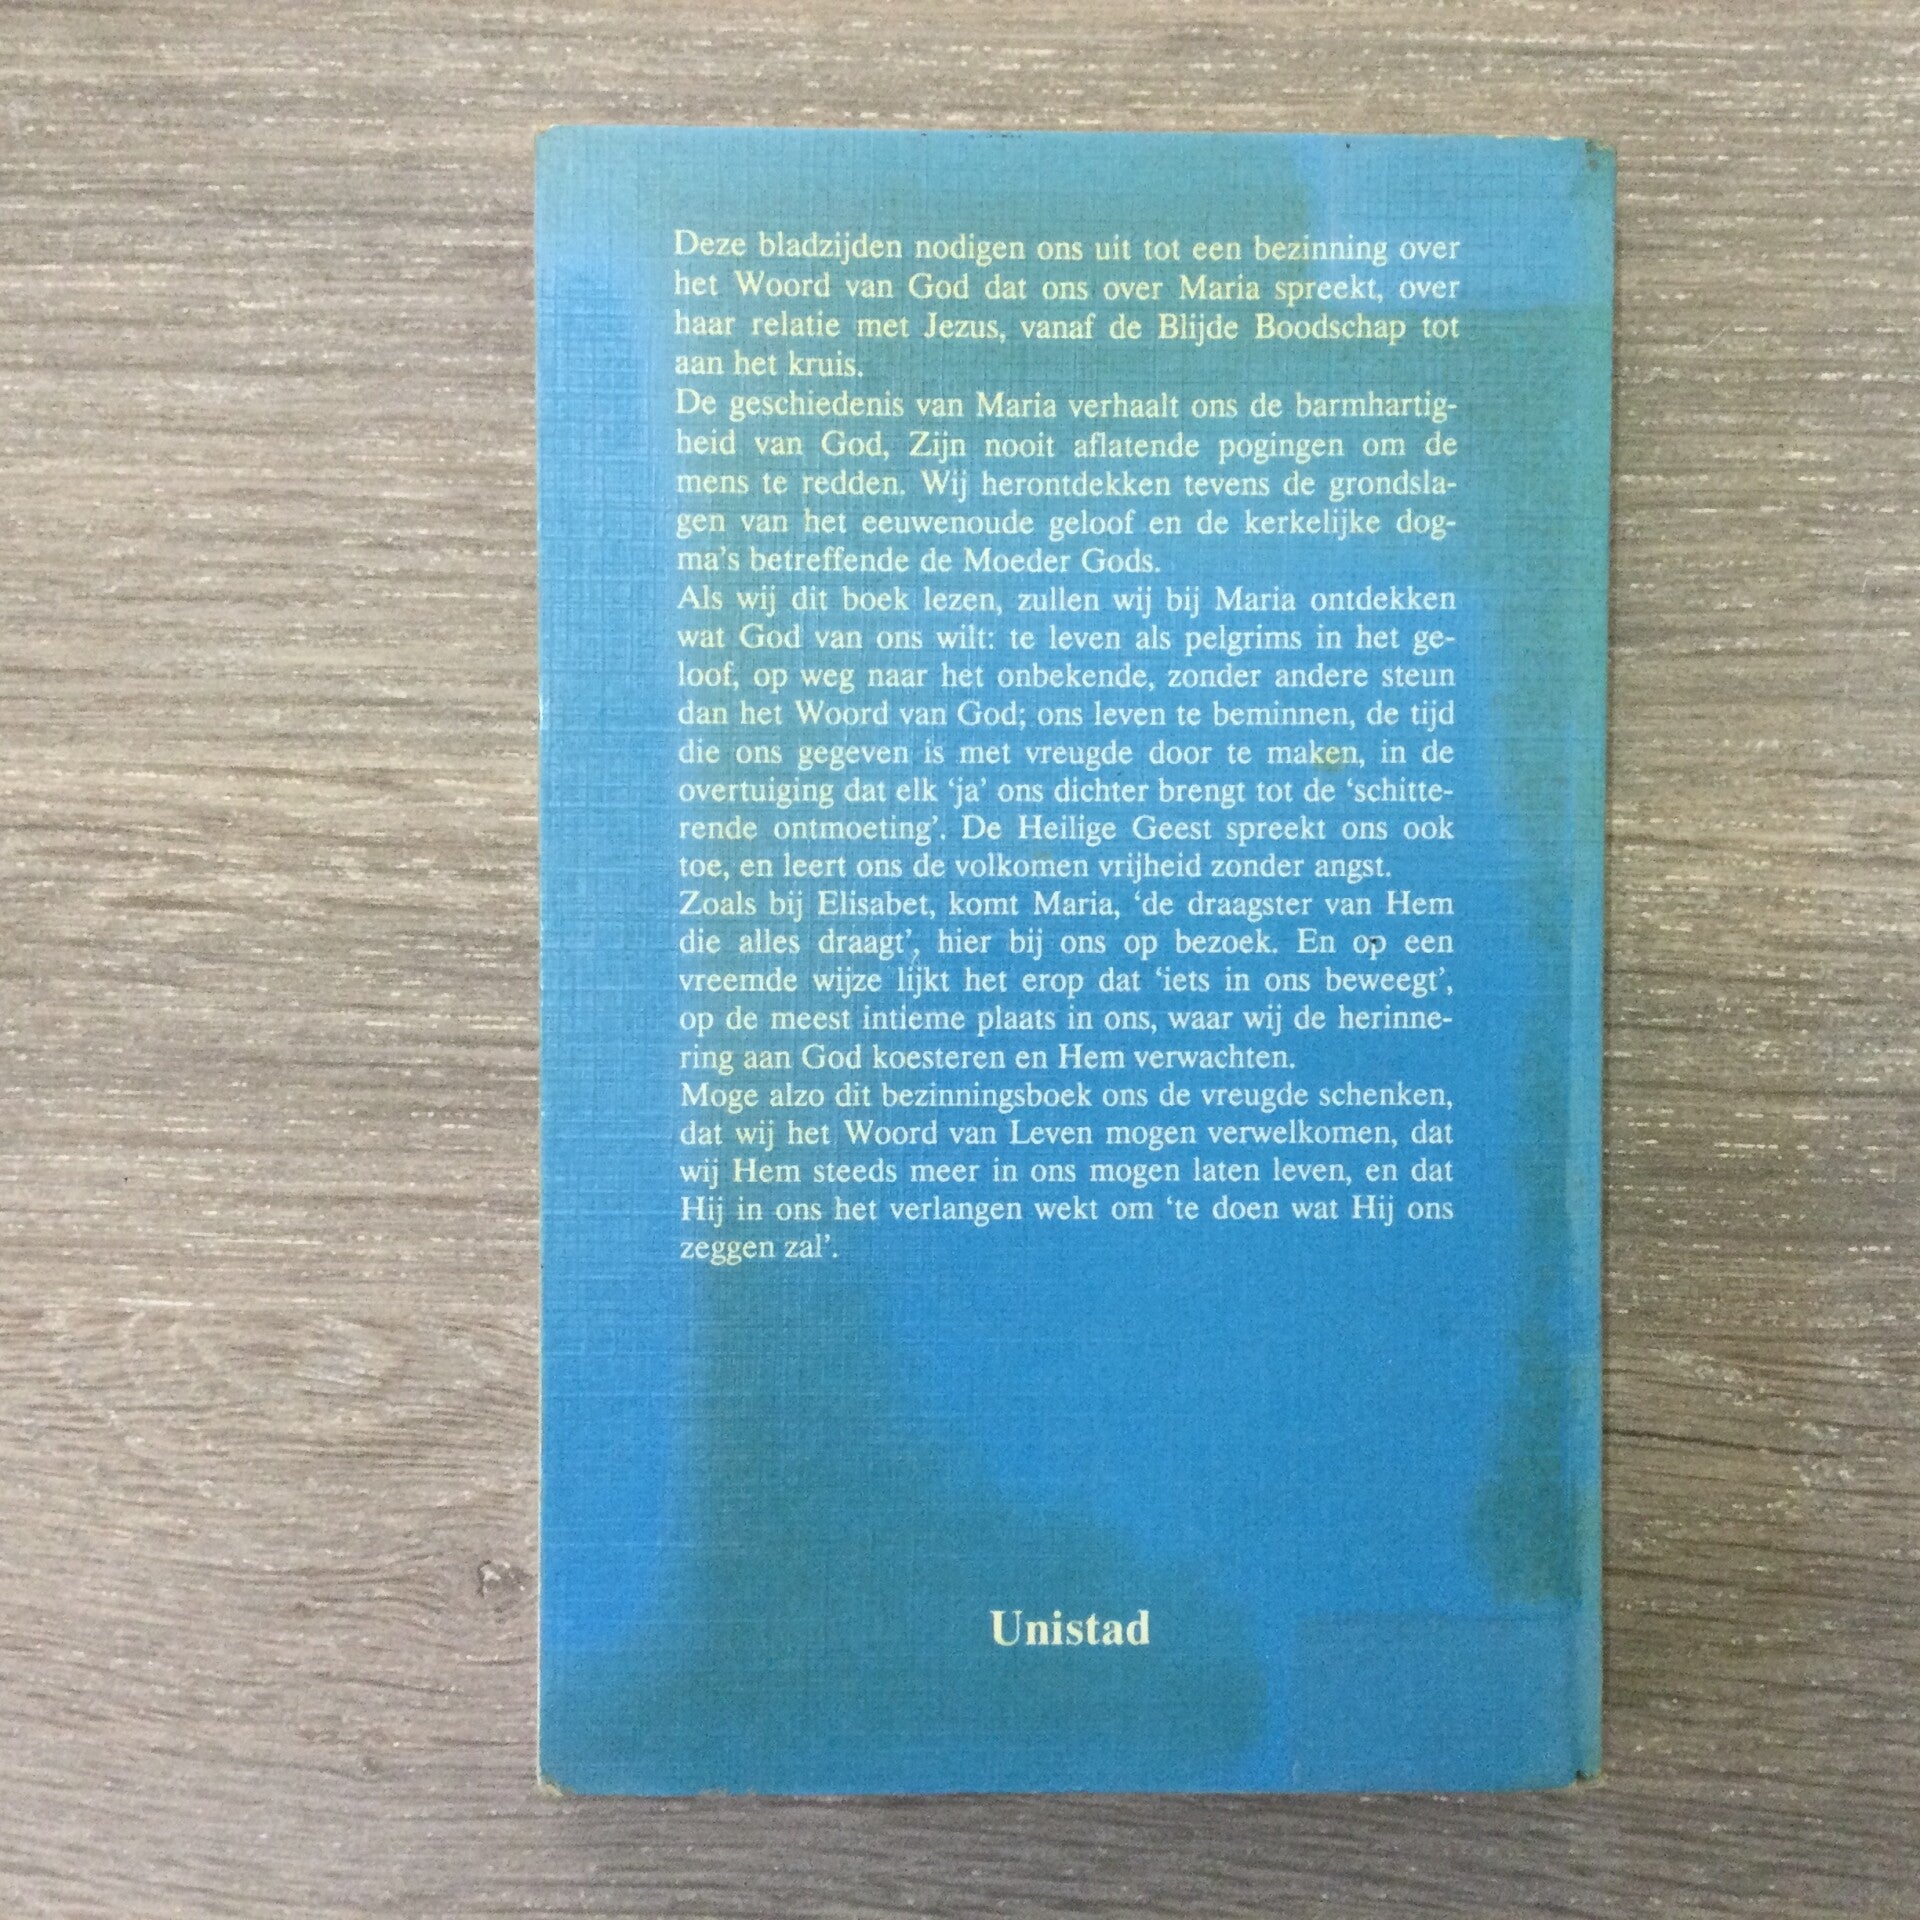 Deze bladzijden nodigen ons uit tot een bezinning over
het Woord van God dat ons over Maria spreekt, over
haar relatie met Jezus, vanaf de Blijde Boodschap tot
aan het kruis.
De geschiedenis van Maria verhaalt ons de barmhartig-
heid van God, Zijn nooit aflatende pogingen om de
mens te redden. Wij herontdekken tevens de grondsla-
gen van het eeuwenoude geloof en de kerkelijke dog-
ma's betreffende de Moeder Gods.
Als wij dit boek lezen, zullen wij bij Maria ontdekken
wat God van ons wilt: te leven als pelgrims in het ge-
loof, op weg naar het onbekende, zonder andere steun
dan het Woord van God; ons leven te beminnen, de tijd
die ons gegeven is met vreugde door te maken, in de
overtuiging dat elk ‘ja’ ons dichter brengt tot de ‘schitte-
rende ontmoeting’. De Heilige Geest spreekt ons ook
toe, en leert ons de volkomen vrijheid zonder angst.
Zoals bij Elisabet, komt Maria, ‘de draagster van Hem
die alles draagt’, hier bij ons op bezoek. En op een
vreemde wijze lijkt het erop dat ‘iets in ons beweegt’,
op de meest intieme plaats in ons, waar wij de herinne-
ring aan God koesteren en Hem verwachten.
Moge alzo dit bezinningsboek ons de vreugde schenken,
dat wij het Woord van Leven mogen verwelkomen, dat
wij Hem steeds meer in ons mogen laten leven, en dat
Hij in ons het verlangen wekt om ‘te doen wat Hij ons
zeggen zal’.
Unistad